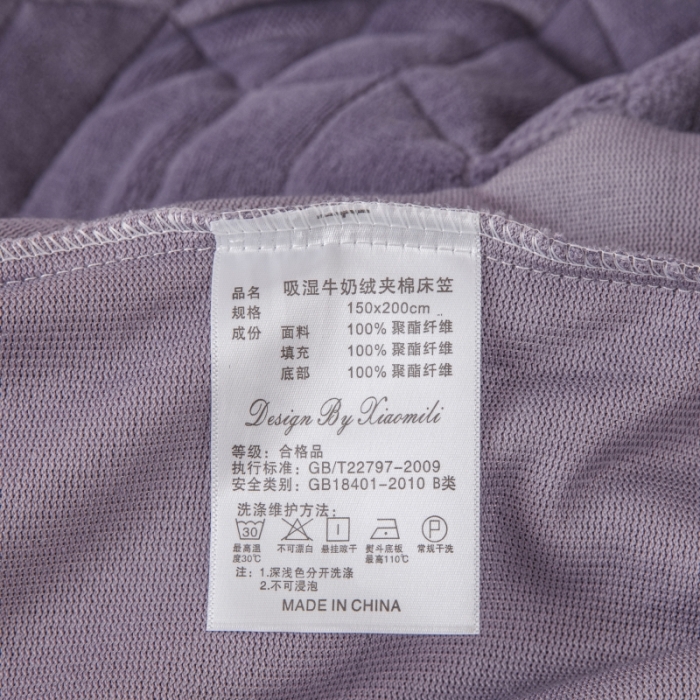 品名 吸湿牛奶绒夹棉床笠
规格 150x200cm
成份 面料 100% 聚酯纤维
填充 100% 聚酯纤维
底部 100% 聚酯纤维
Design By Xiaomili
等级：合格品
执行标准：GB/T22797-2009
安全类别：GB18401-2010 B类
洗涤维护方法：
30 P
最高温度30℃ 不可漂白 悬挂晾干 熨斗底板最高110℃ 常规干洗
注：1.深浅色分开洗涤
2.不可浸泡
MADE IN CHINA